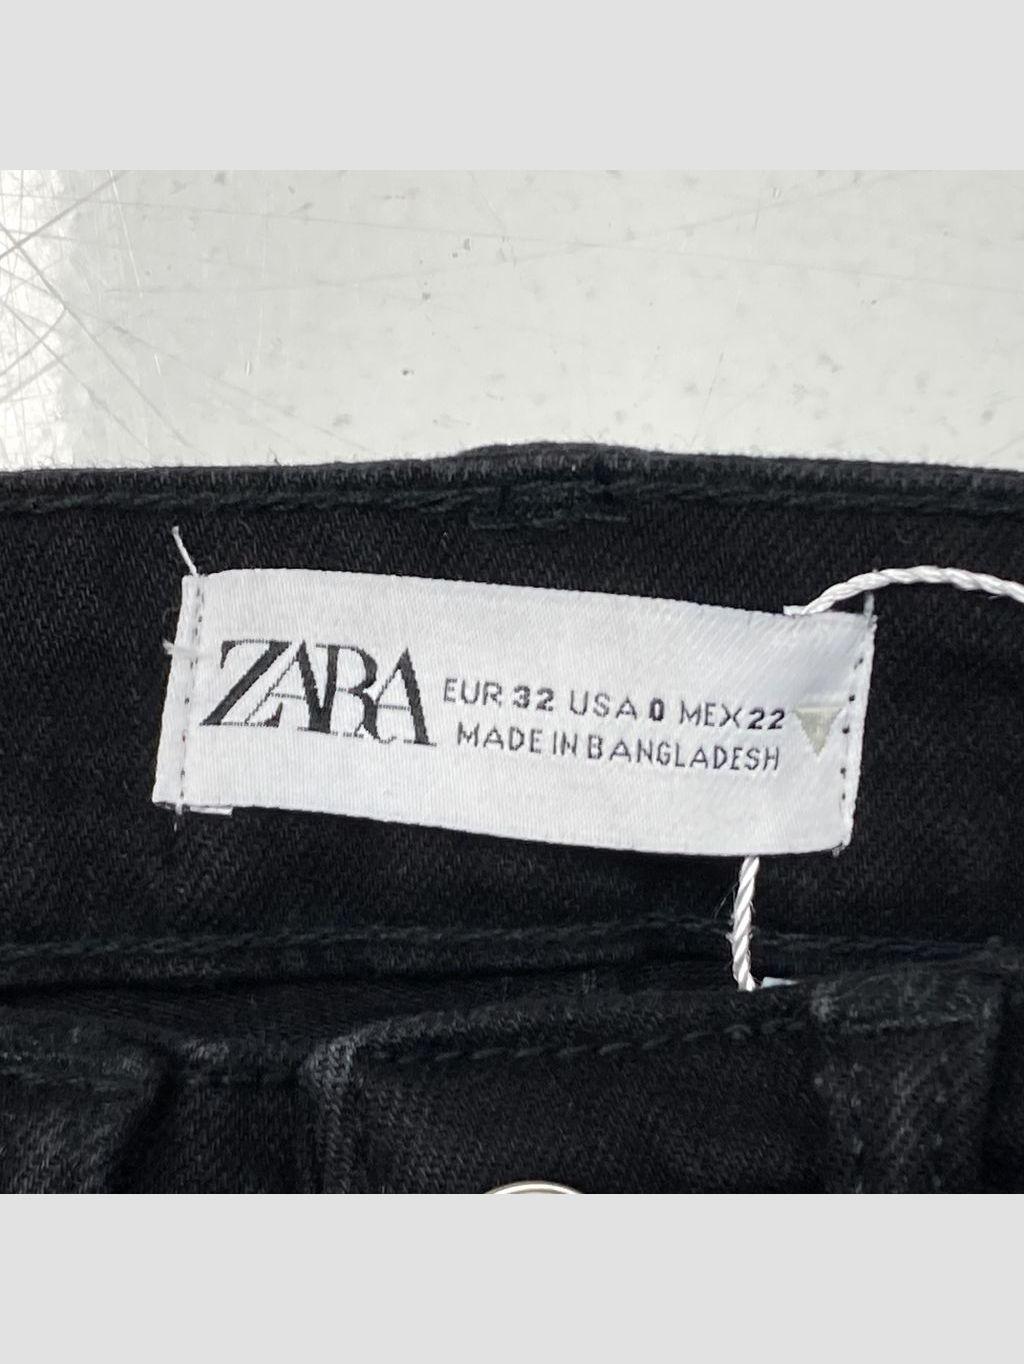 ZARA
EUR 32 USA 0 MEX 22
MADE IN BANGLADESH